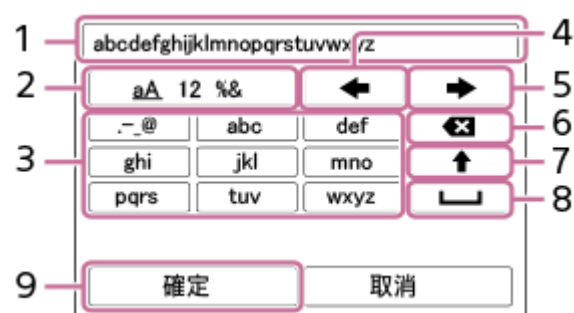 1 abcdefghijklmnopqrstuvwxyz 4
2 aA 12 %& 5
.-_@ abc def 6
3 ghi jkl mno 7
pqrs tuv wxyz 8
9 確定 取消